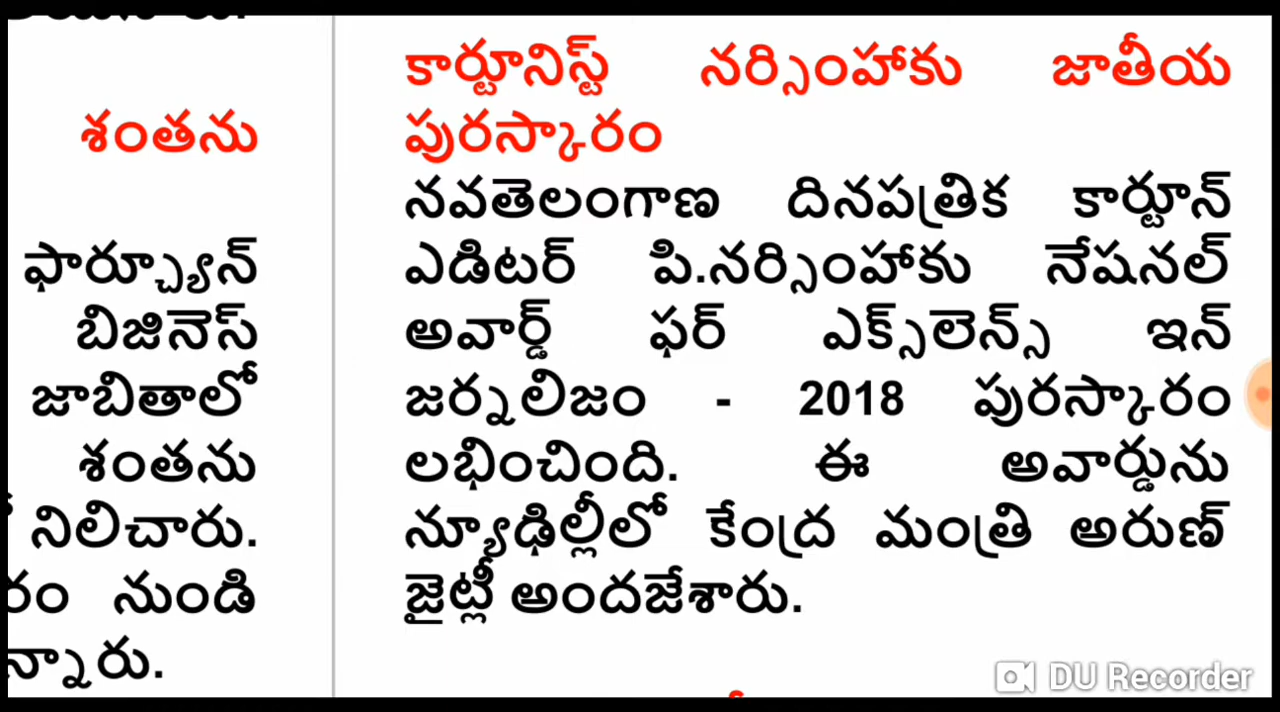 శంతను
ఫార్చ్యూన్
బిజినెస్
జాబితాలో
శంతను
నిలిచారు.
రం నుండి
న్నారు.
కార్టూనిస్ట్ నర్సింహాకు జాతీయ
పురస్కారం
నవతెలంగాణ దినపత్రిక కార్టూన్
ఎడిటర్ పి.నర్సింహాకు నేషనల్
అవార్డ్ ఫర్ ఎక్స్‌లెన్స్ ఇన్
జర్నలిజం - 2018 పురస్కారం
లభించింది. ఈ అవార్డును
న్యూఢిల్లీలో కేంద్ర మంత్రి అరుణ్
జైట్లీ అందజేశారు.
DU Recorder